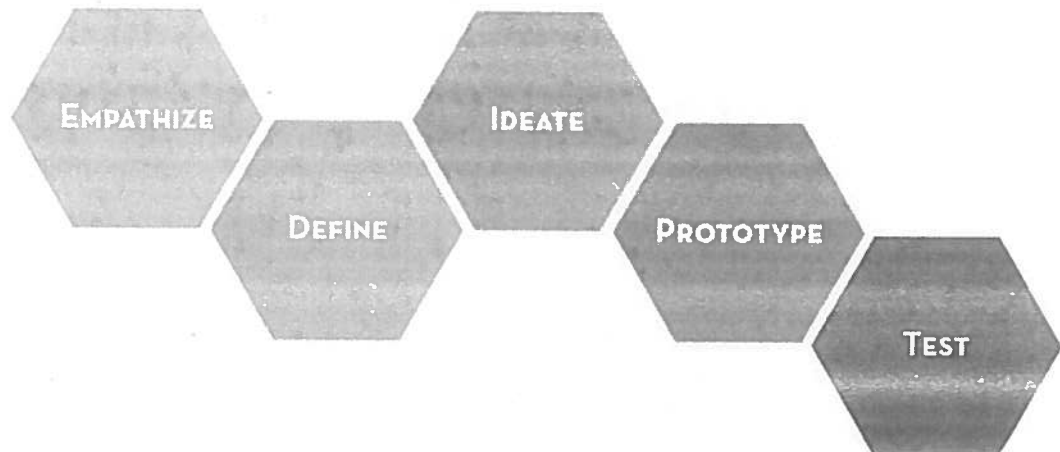 EMPATHIZE
DEFINE
IDEATE
PROTOTYPE
TEST